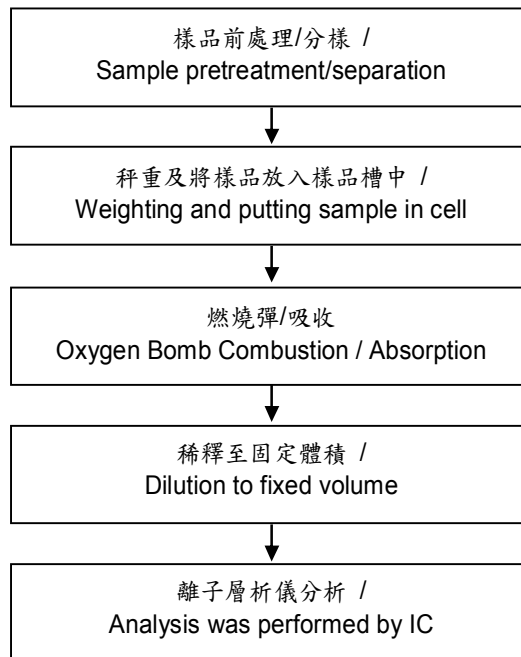 樣品前處理/分樣 /
Sample pretreatment/separation
秤重及將樣品放入樣品槽中 /
Weighting and putting sample in cell
燃燒彈/吸收
Oxygen Bomb Combustion / Absorption
稀釋至固定體積 /
Dilution to fixed volume
離子層析儀分析 /
Analysis was performed by IC